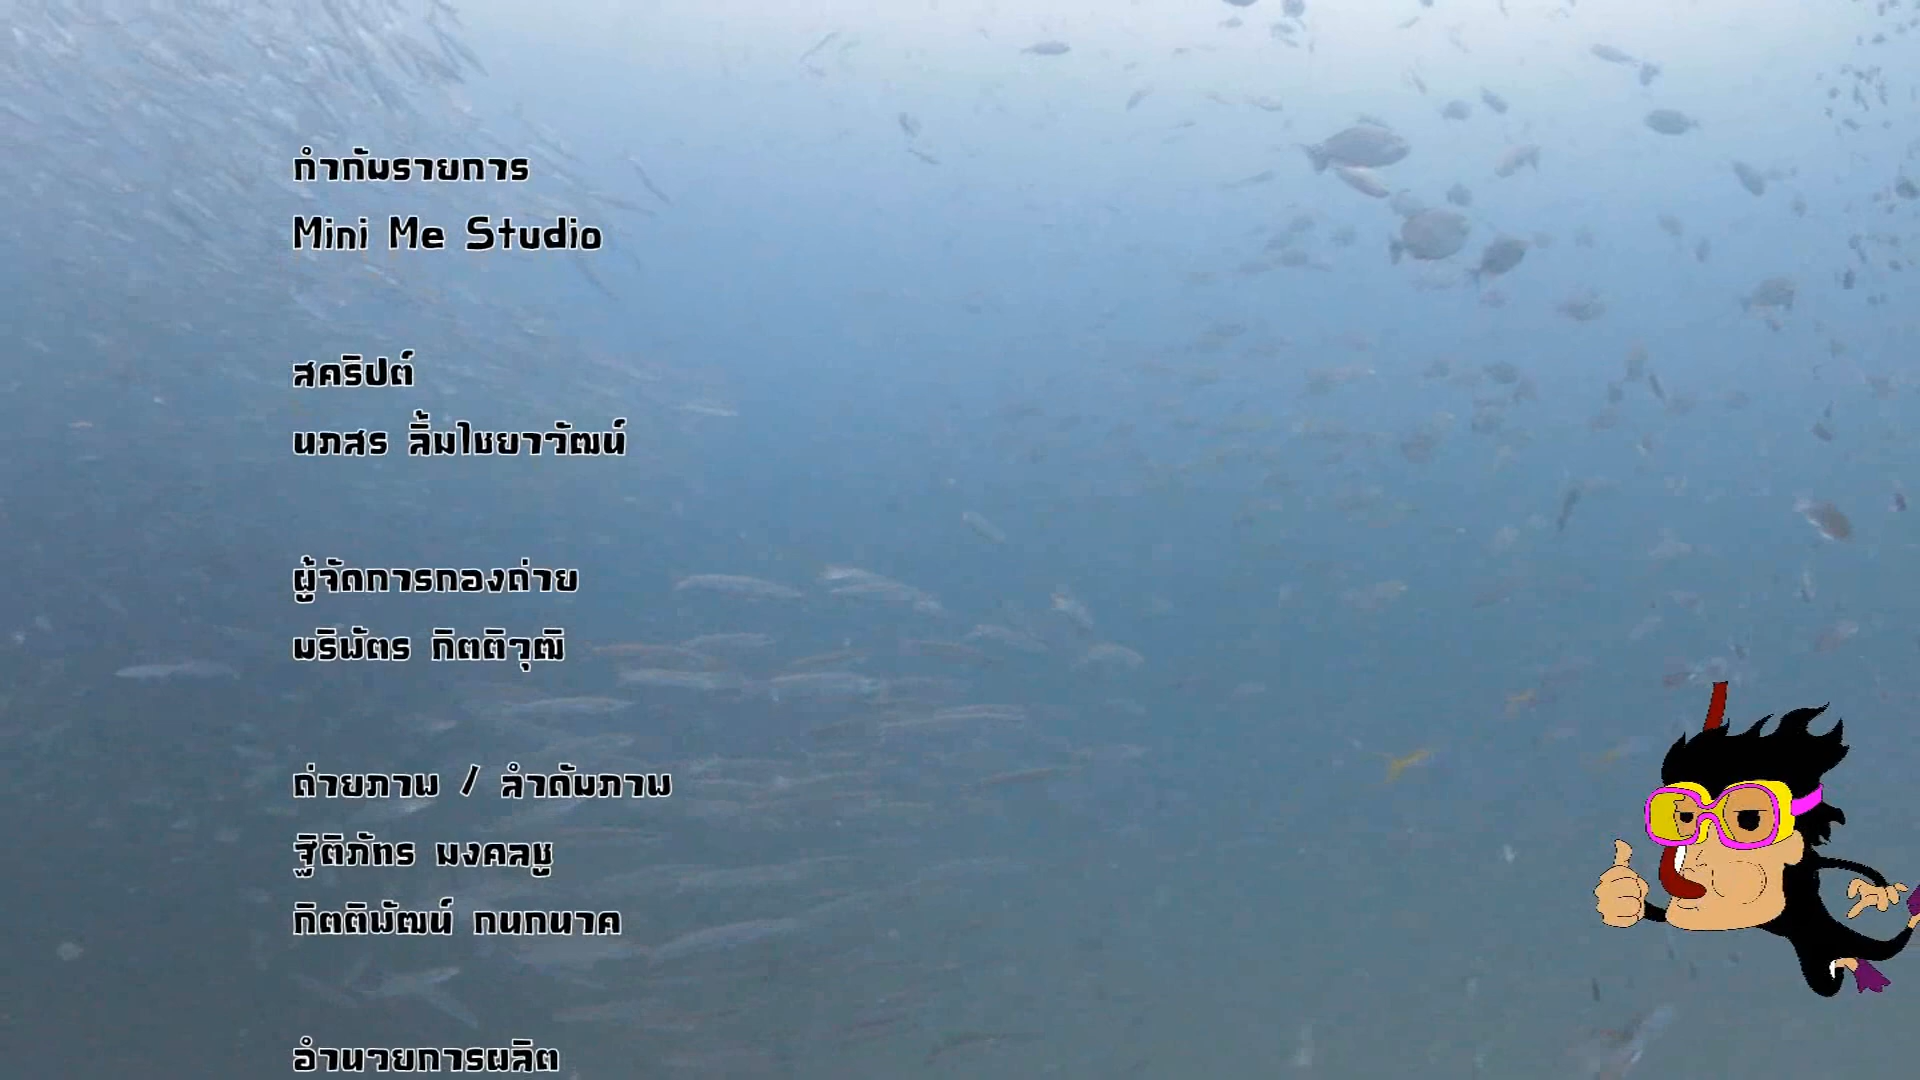 กำกับรายการ
Mini Me Studio
สคริปต์
นภสร ลิ้มไชยาวัฒน์
ผู้จัดการกองถ่าย
บริพัตร กิตติวุฒิ
ถ่ายภาพ / ลำดับภาพ
ฐิติภัทร มงคลชู
กิตติพัฒน์ กนกนาค
อำนวยการผลิต